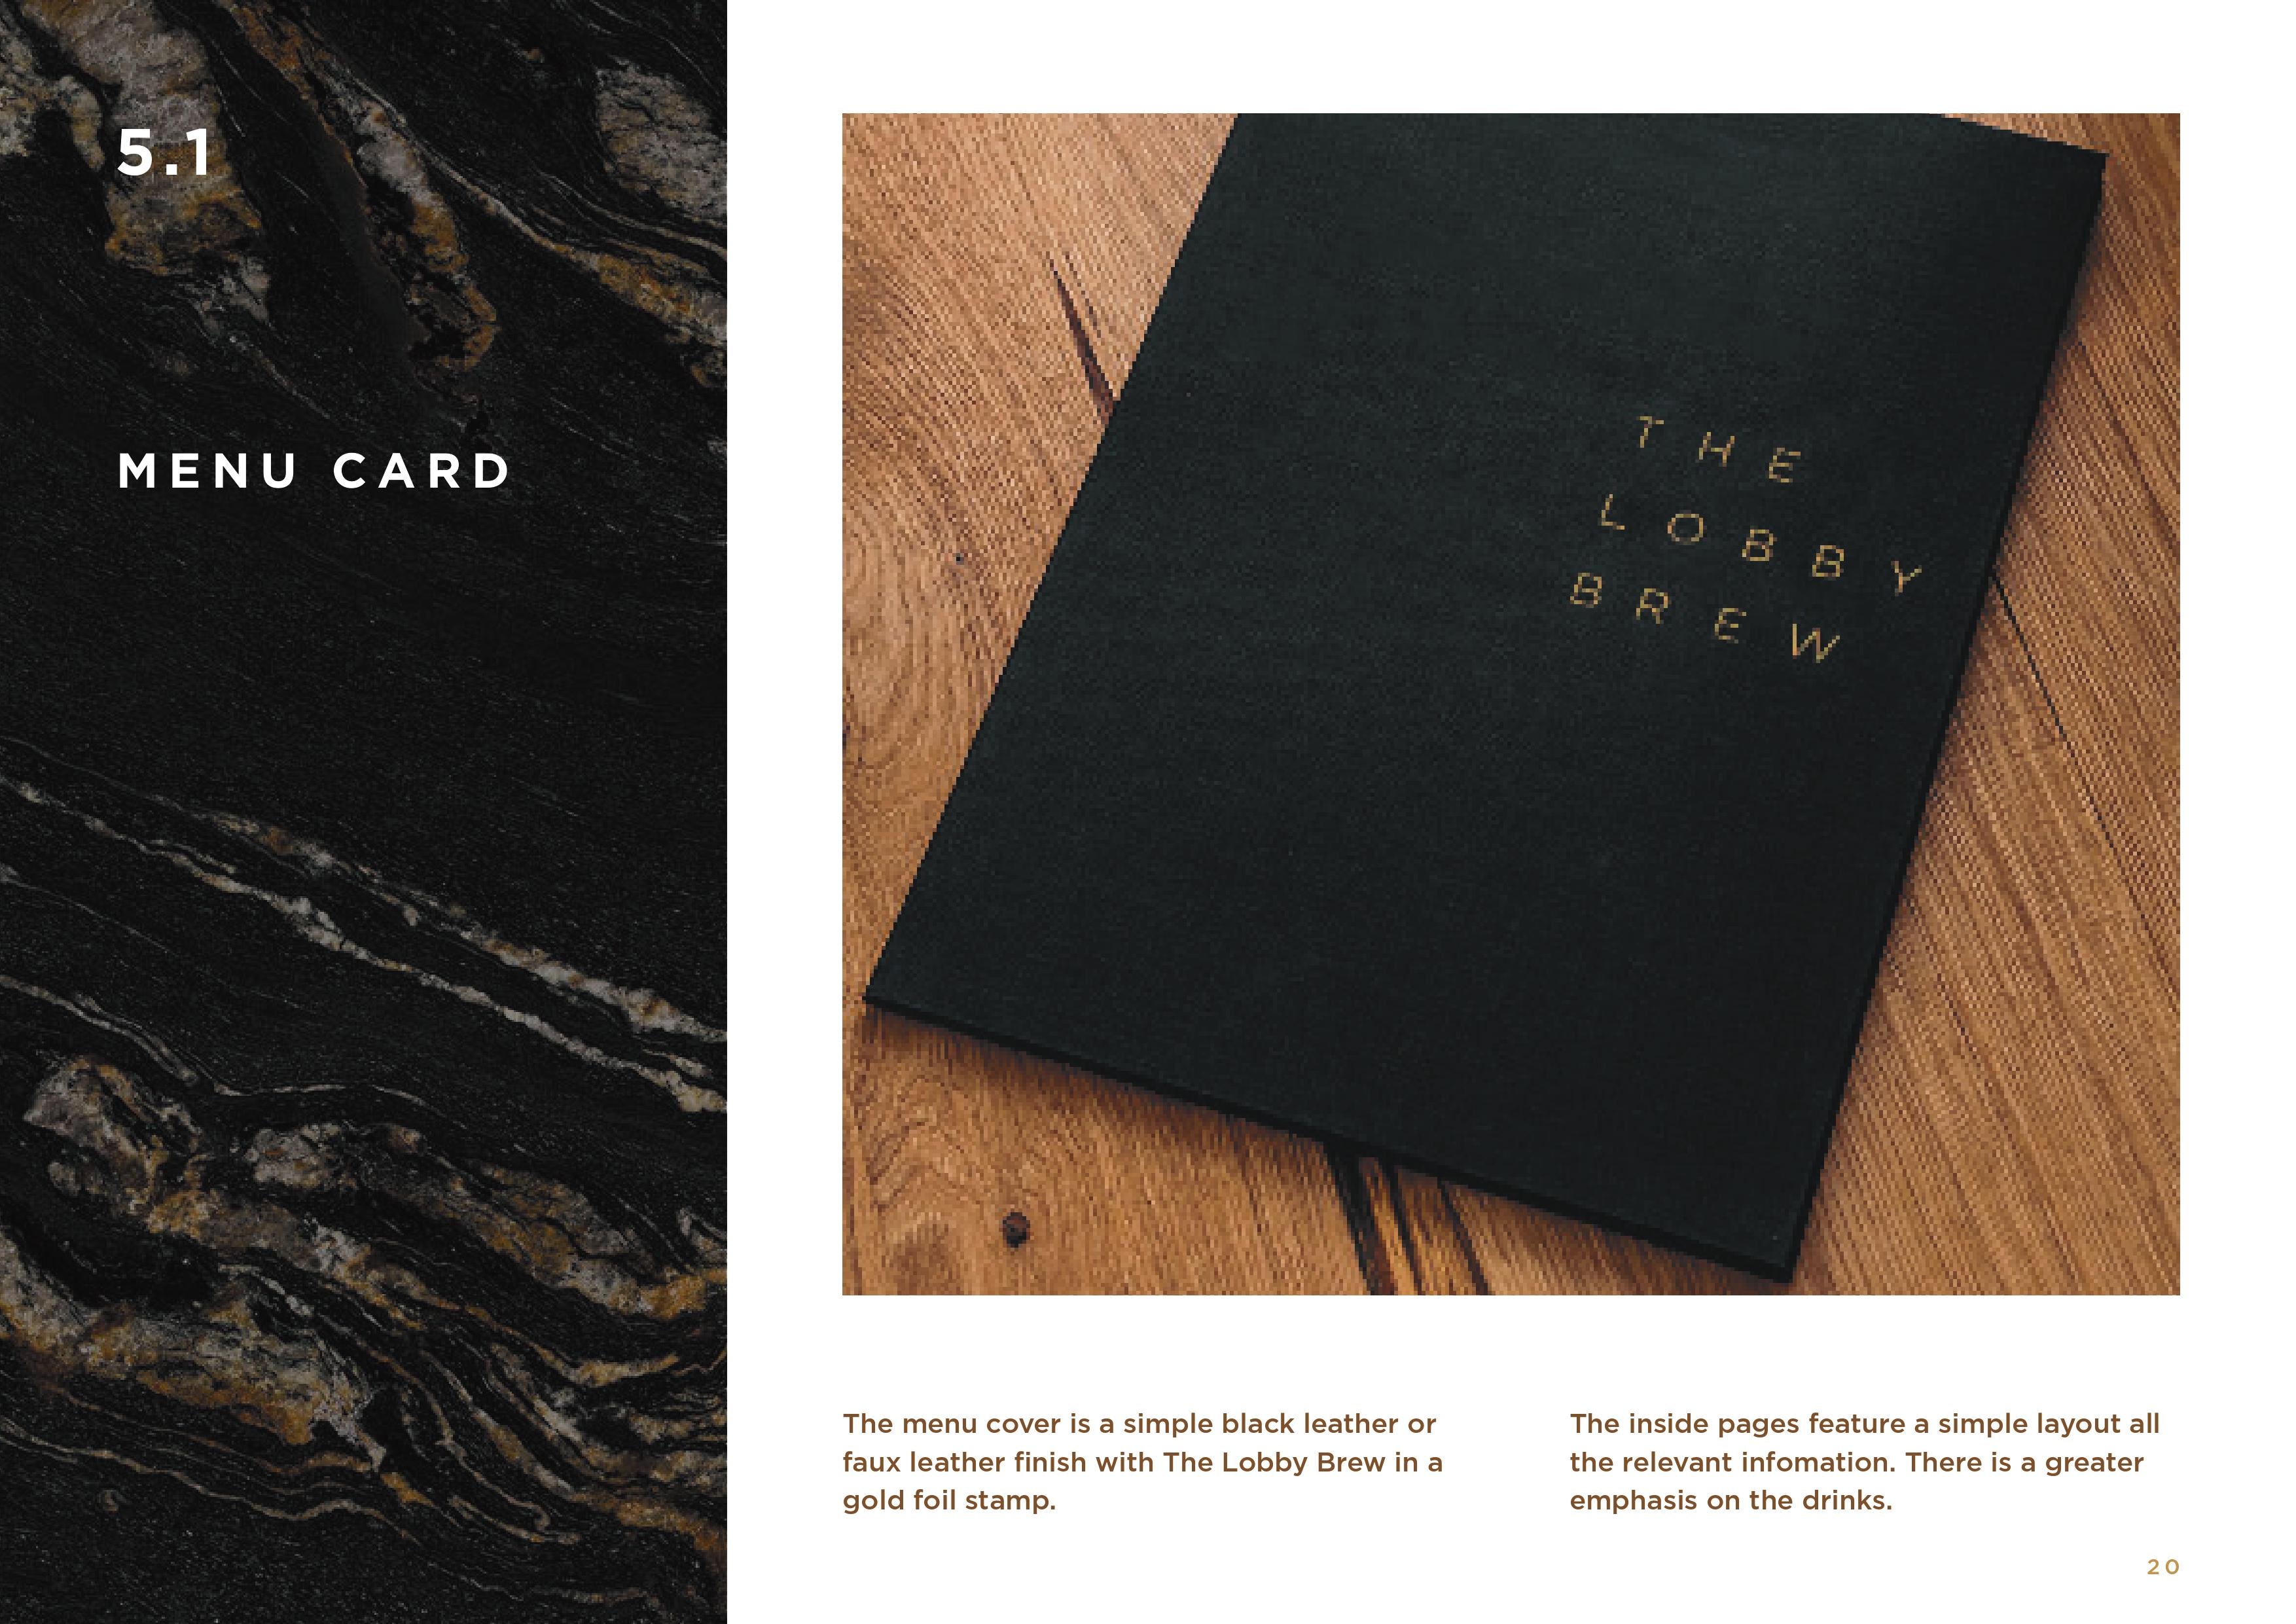 5.1
MENU CARD
THE
LOBBY
BREW
The menu cover is a simple black leather or
faux leather finish with The Lobby Brew in a
gold foil stamp.
The inside pages feature a simple layout all
the relevant infomation. There is a greater
emphasis on the drinks.
20